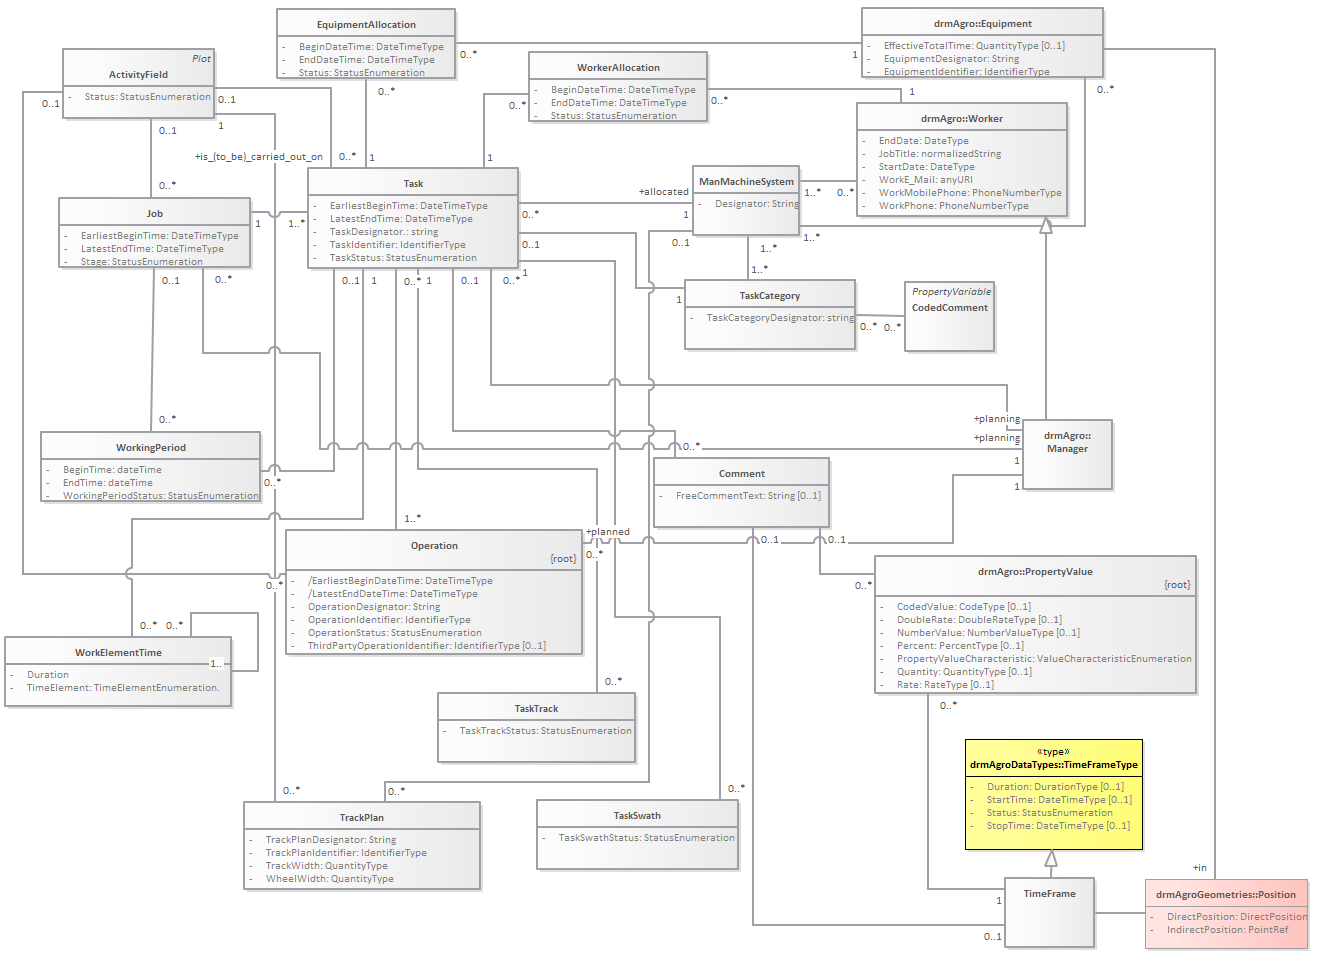 EquipmentAllocation
- BeginDateTime: DateTimeType
- EndDateTime: DateTimeType
- Status: StatusEnumeration
0..*
0..*
1
drmAgro::Equipment
- EffectiveTotalTime: QuantityType [0..1]
- EquipmentDesignator: String
- EquipmentIdentifier: IdentifierType
0..*
Plot
ActivityField
- Status: StatusEnumeration
0..1
0..1
0..1
1
WorkerAllocation
- BeginDateTime: DateTimeType
- EndDateTime: DateTimeType
- Status: StatusEnumeration
0..*
0..*
1
drmAgro::Worker
- EndDate: DateType
- JobTitle: normalizedString
- StartDate: DateType
- WorkE_Mail: anyURI
- WorkMobilePhone: PhoneNumberType
- WorkPhone: PhoneNumberType
+is_(to_be)_carried_out_on
0..*
1
1
0..*
Task
- EarliestBeginTime: DateTimeType
- LatestEndTime: DateTimeType
- TaskDesignator.: string
- TaskIdentifier: IdentifierType
- TaskStatus: StatusEnumeration
ManMachineSystem
- Designator: String
+allocated
1
0..*
1..*
0..*
1..*
0..1
1..*
1..*
0..1
1
Job
- EarliestBeginTime: DateTimeType
- LatestEndTime: DateTimeType
- Stage: StatusEnumeration
1
1..*
0..1
0..*
0..1
1
0..*
1
0..1
0..*
1
TaskCategory
- TaskCategoryDesignator: string
0..*
0..*
PropertyVariable
CodedComment
0..*
WorkingPeriod
- BeginTime: dateTime
- EndTime: dateTime
- WorkingPeriodStatus: StatusEnumeration
0..*
+planning
+planning
1
1
drmAgro::
Manager
0..*
Comment
- FreeCommentText: String [0..1]
0..1
0..1
1..*
+planned
0..*
Operation
{root}
- /EarliestBeginDateTime: DateTimeType
- /LatestEndDateTime: DateTimeType
- OperationDesignator: String
- OperationIdentifier: IdentifierType
- OperationStatus: StatusEnumeration
- ThirdPartyOperationIdentifier: IdentifierType [0..1]
0..*
0..*
drmAgro::PropertyValue
{root}
- CodedValue: CodeType [0..1]
- DoubleRate: DoubleRateType [0..1]
- NumberValue: NumberValueType [0..1]
- Percent: PercentType [0..1]
- PropertyValueCharacteristic: ValueCharacteristicEnumeration
- Quantity: QuantityType [0..1]
- Rate: RateType [0..1]
0..*
0..*
0..*
1..
WorkElementTime
- Duration
- TimeElement: TimeElementEnumeration.
0..*
TaskTrack
- TaskTrackStatus: StatusEnumeration
«type»
drmAgroDataTypes::TimeFrameType
- Duration: DurationType [0..1]
- StartTime: DateTimeType [0..1]
- Status: StatusEnumeration
- StopTime: DateTimeType [0..1]
0..*
0..*
0..*
TrackPlan
- TrackPlanDesignator: String
- TrackPlanIdentifier: IdentifierType
- TrackWidth: QuantityType
- WheelWidth: QuantityType
TaskSwath
- TaskSwathStatus: StatusEnumeration
1
0..1
TimeFrame
+in
drmAgroGeometries::Position
- DirectPosition: DirectPosition
- IndirectPosition: PointRef